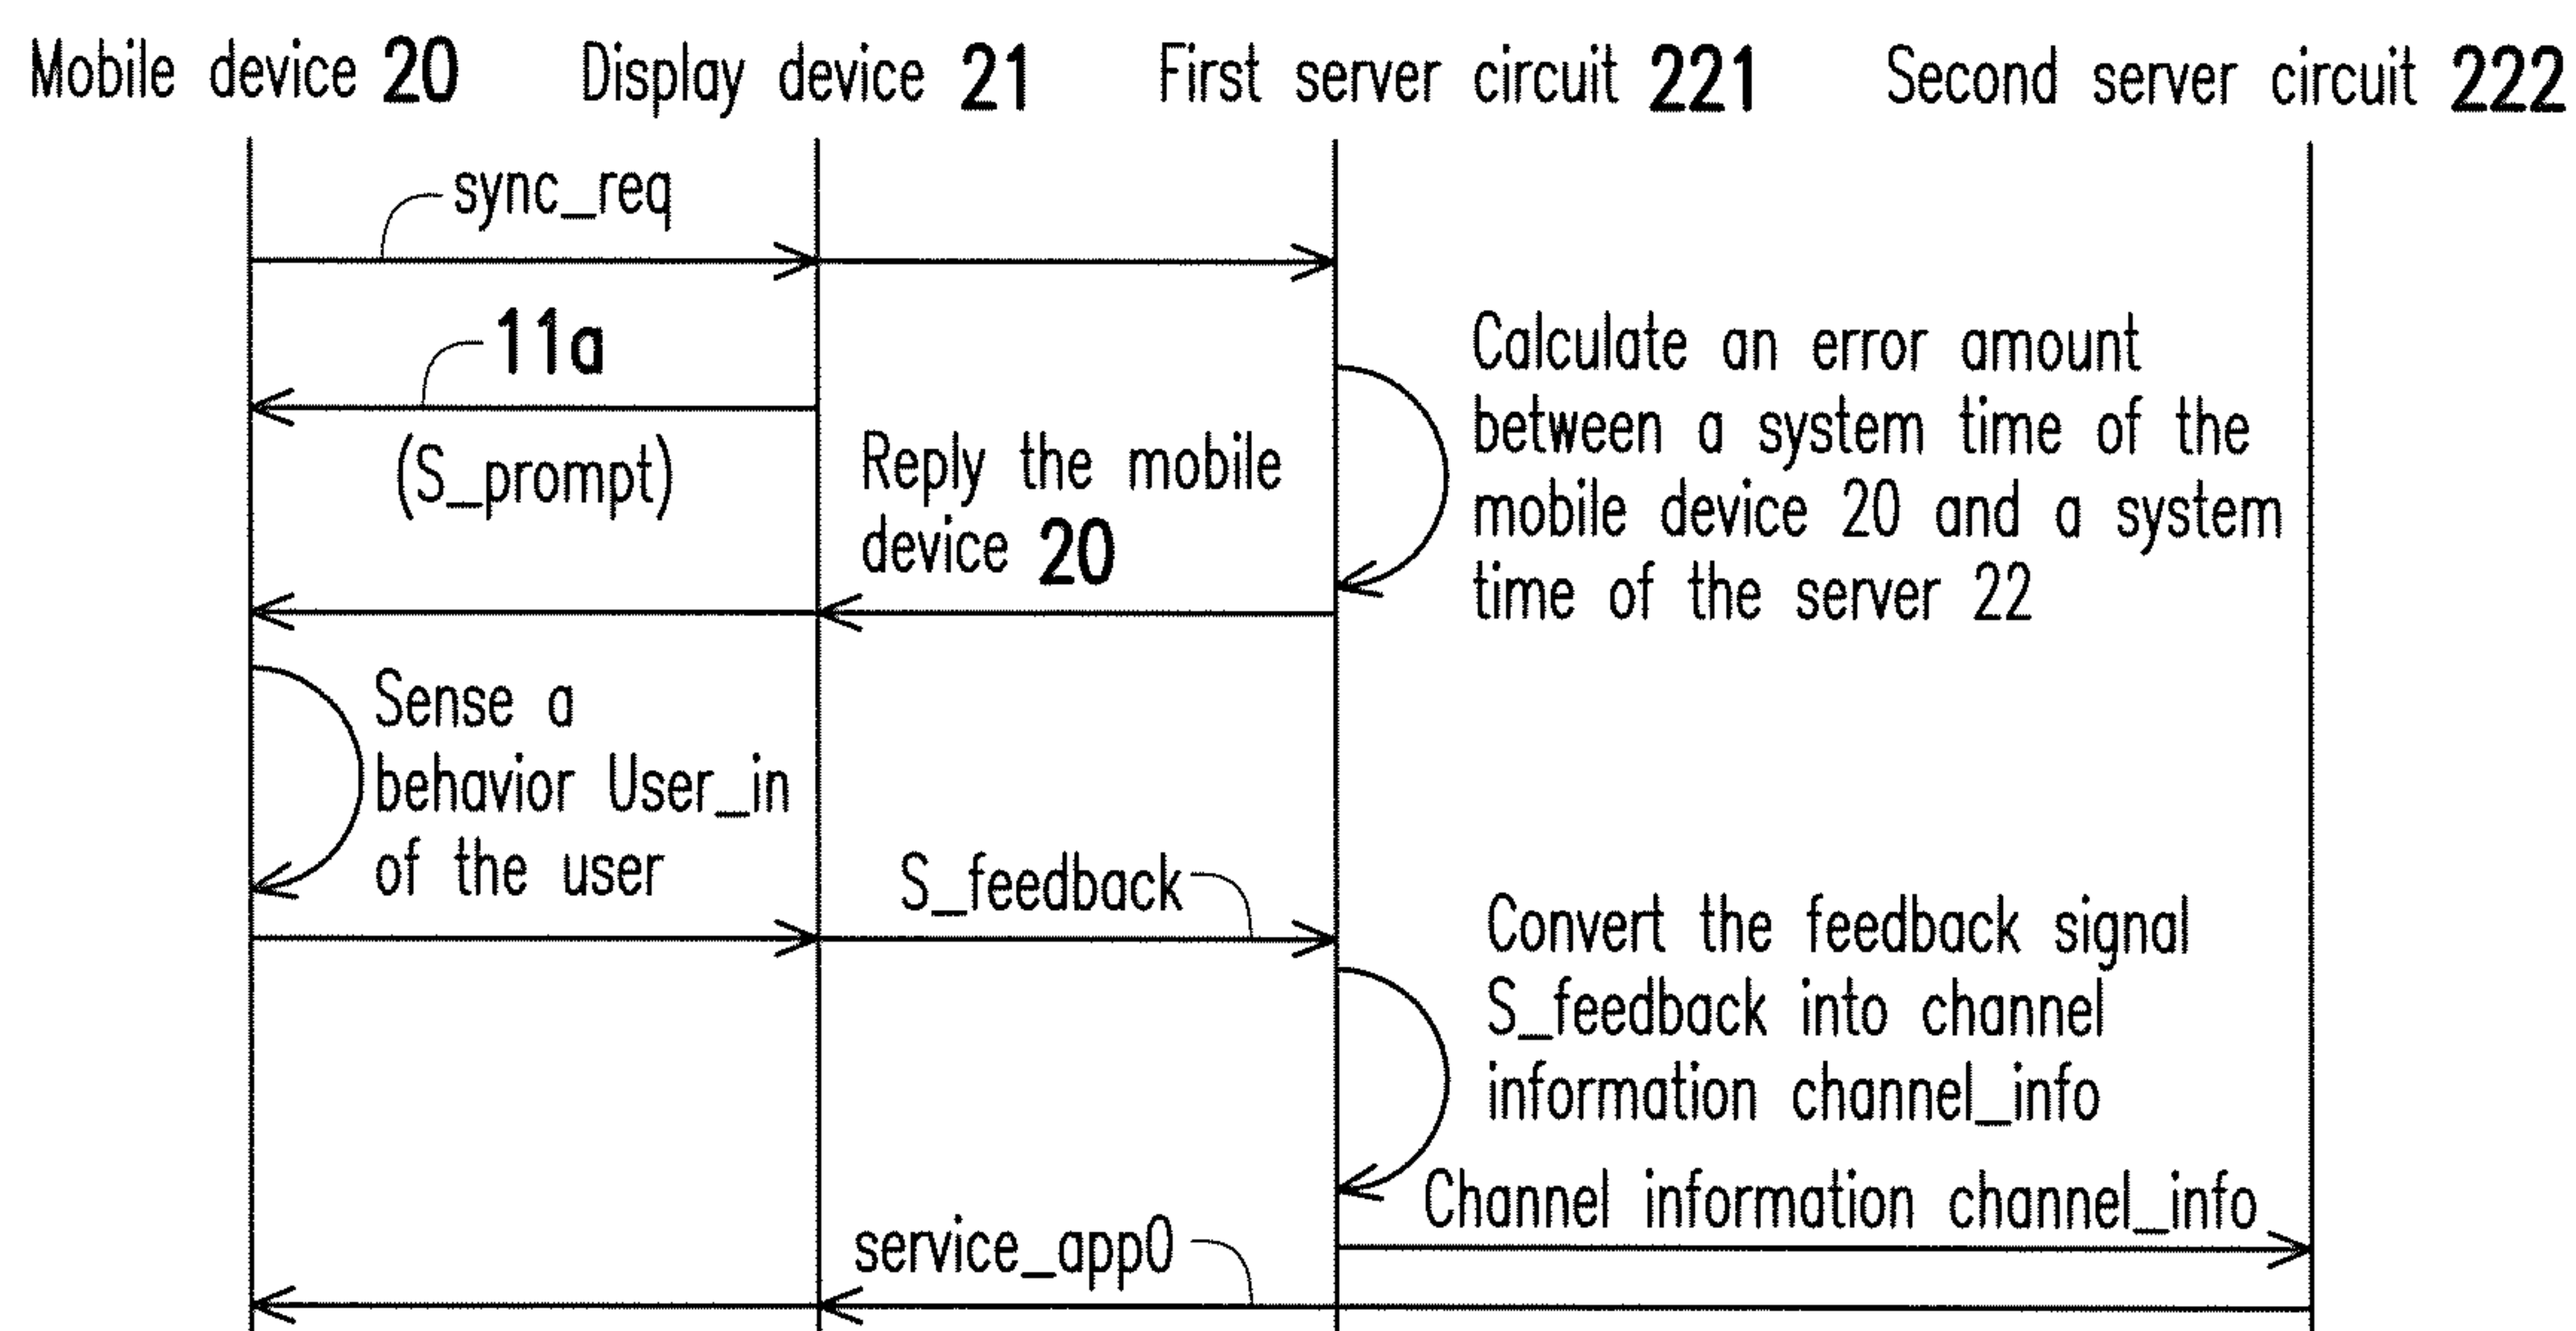 Mobile device 20
Display device 21
First server circuit 221
Second server circuit 222
sync_req
11a
(S_prompt)
Calculate an error amount
between a system time of the
mobile device 20 and a system
time of the server 22
Reply the mobile
device 20
Sense a
behavior User_in
of the user
S_feedback
Convert the feedback signal
S_feedback into channel
information channel_info
Channel information channel_info
service_app0